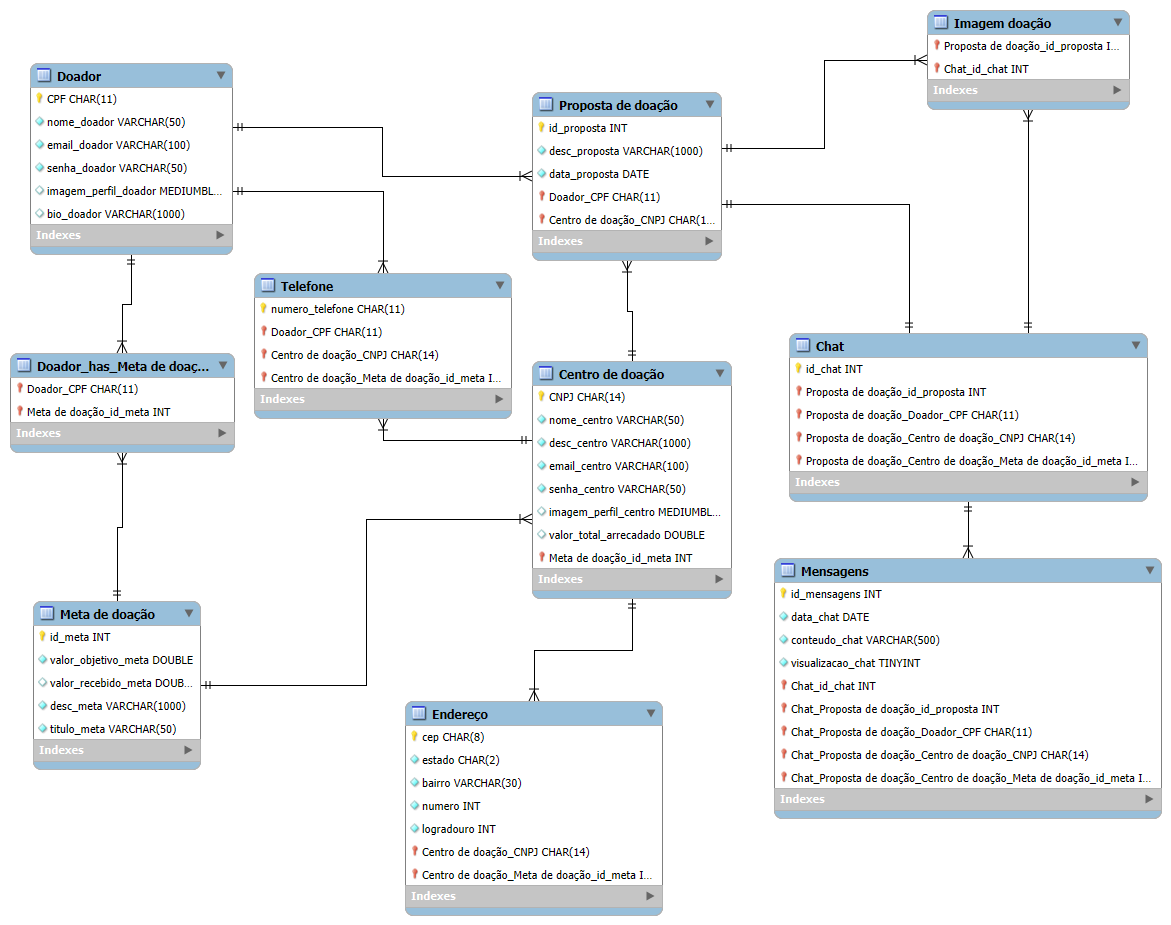 Doador
CPF CHAR(11)
nome_doador VARCHAR(50)
email_doador VARCHAR(100)
senha_doador VARCHAR(50)
imagem_perfil_doador MEDIUMBL...
bio_doador VARCHAR(1000)
Indexes
Proposta de doação
id_proposta INT
desc_proposta VARCHAR(1000)
data_proposta DATE
Doador_CPF CHAR(11)
Centro de doação_CNPJ CHAR(1...
Indexes
Imagem doação
Proposta de doação_id_proposta I...
Chat_id_chat INT
Indexes
Telefone
numero_telefone CHAR(11)
Doador_CPF CHAR(11)
Centro de doação_CNPJ CHAR(14)
Centro de doação_Meta de doação_id_meta I...
Indexes
Doador_has_Meta de doaç...
Doador_CPF CHAR(11)
Meta de doação_id_meta INT
Indexes
Centro de doação
CNPJ CHAR(14)
nome_centro VARCHAR(50)
desc_centro VARCHAR(1000)
email_centro VARCHAR(100)
senha_centro VARCHAR(50)
imagem_perfil_centro MEDIUMBL...
valor_total_arrecadado DOUBLE
Meta de doação_id_meta INT
Indexes
Chat
id_chat INT
Proposta de doação_id_proposta INT
Proposta de doação_Doador_CPF CHAR(11)
Proposta de doação_Centro de doação_CNPJ CHAR(14)
Proposta de doação_Centro de doação_Meta de doação_id_meta I...
Indexes
Meta de doação
id_meta INT
valor_objetivo_meta DOUBLE
valor_recebido_meta DOUB...
desc_meta VARCHAR(1000)
titulo_meta VARCHAR(50)
Indexes
Endereço
cep CHAR(8)
estado CHAR(2)
bairro VARCHAR(30)
numero INT
logradouro INT
Centro de doação_CNPJ CHAR(14)
Centro de doação_Meta de doação_id_meta I...
Indexes
Mensagens
id_mensagens INT
data_chat DATE
conteudo_chat VARCHAR(500)
visualizacao_chat TINYINT
Chat_id_chat INT
Chat_Proposta de doação_id_proposta INT
Chat_Proposta de doação_Doador_CPF CHAR(11)
Chat_Proposta de doação_Centro de doação_CNPJ CHAR(14)
Chat_Proposta de doação_Centro de doação_Meta de doação_id_meta I...
Indexes